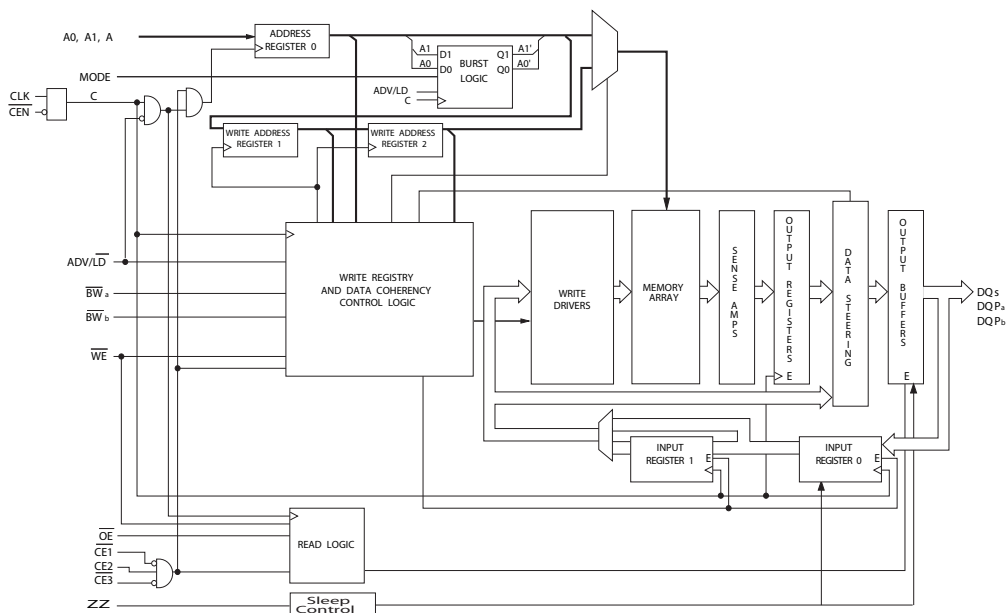 A0, A1, A
ADDRESS
REGISTER 0
A1
A0
D1
D0
BURST
LOGIC
Q1
Q0
A1'
A0'
MODE
ADV/LD
C
CLK
CEN
C
WRITE ADDRESS
REGISTER 1
WRITE ADDRESS
REGISTER 2
ADV/LD
BWa
BWb
WE
WRITE REGISTRY
AND DATA COHERENCY
CONTROL LOGIC
WRITE
DRIVERS
MEMORY
ARRAY
SENSE AMPS
OUTPUT REGISTERS
E
DATA STEERING
OUTPUT BUFFERS
E
DQs
DQPa
DQPb
INPUT
REGISTER 1
E
INPUT
REGISTER 0
E
OE
CE1
CE2
CE3
READ LOGIC
ZZ
Sleep
Control